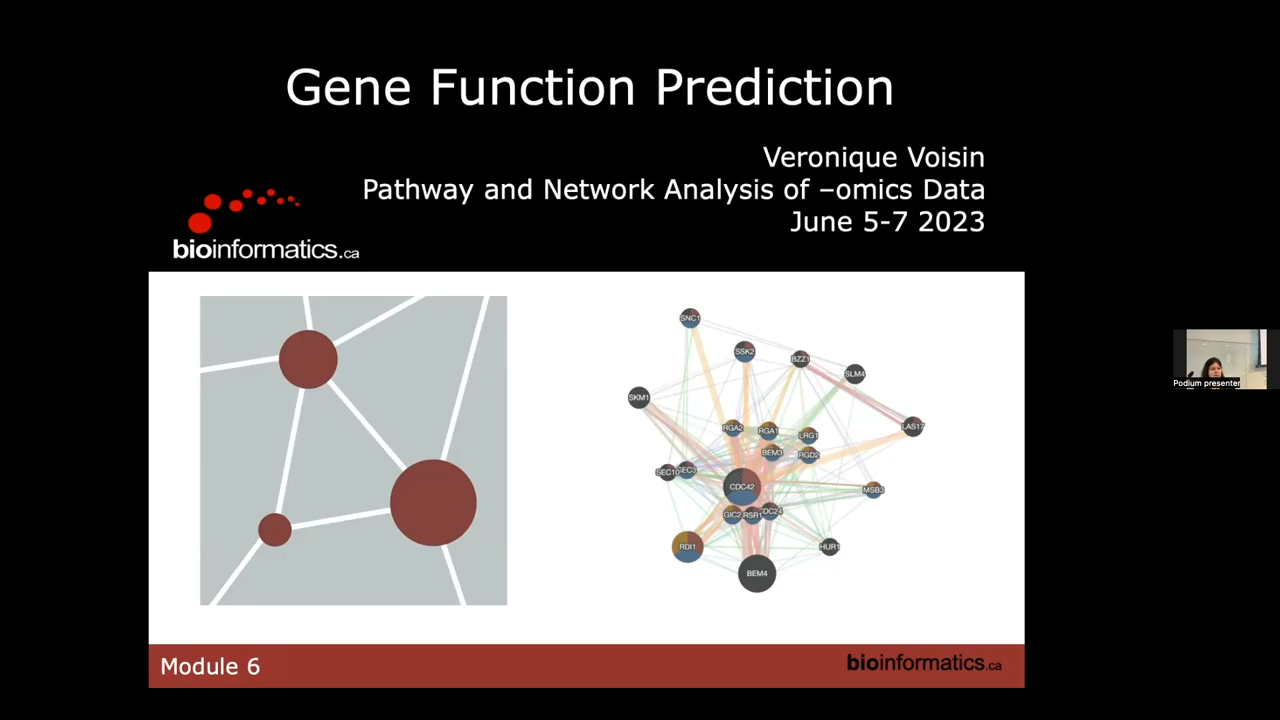 Gene Function Prediction
Veronique Voisin
Pathway and Network Analysis of –omics Data
June 5-7 2023
bioinformatics.ca
SNC1
SSK2
BZZ1
SLM4
SKM1
LAS17
RGA2
RGA1
LRG1
BEM3
RGD2
SEC10
SEC3
CDC42
MSB3
GIC2
RSR1
CDC24
RDI1
HUR1
BEM4
Podium presenter
Module 6
bioinformatics.ca